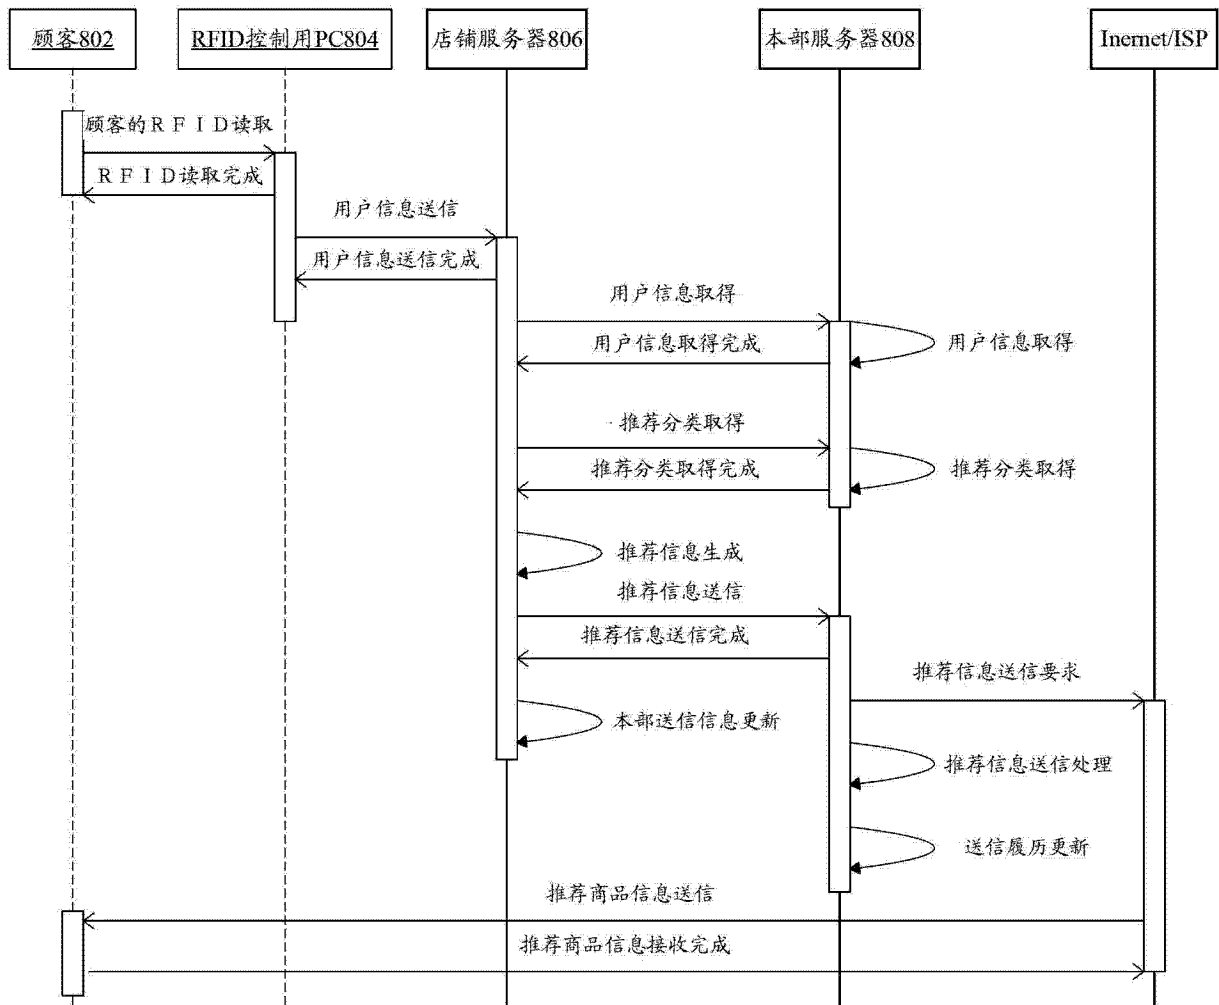 顾客802
RFID控制用PC804
店铺服务器806
本部服务器808
Inernet/ISP
顾客的ＲＦＩＤ读取
ＲＦＩＤ读取完成
用户信息送信
用户信息送信完成
用户信息取得
用户信息取得完成
用户信息取得
推荐分类取得
推荐分类取得完成
推荐分类取得
推荐信息生成
推荐信息送信
推荐信息送信完成
推荐信息送信要求
本部送信信息更新
推荐信息送信处理
送信履历更新
推荐商品信息送信
推荐商品信息接收完成